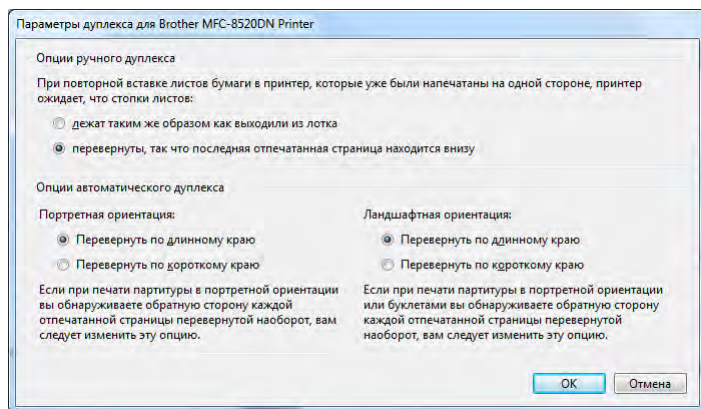 Параметры дуплекса для Brother MFC-8520DN Printer
Опции ручного дуплекса
При повторной вставке листов бумаги в принтер, которые уже были напечатаны на одной стороне, принтер
ожидает, что стопки листов:
лежат таким же образом как выходили из лотка
перевернуты, так что последняя отпечатанная страница находится внизу
Опции автоматического дуплекса
Портретная ориентация:
Перевернуть по длинному краю
Перевернуть по короткому краю
Если при печати партитуры в портретной ориентации
вы обнаруживаете обратную сторону каждой
отпечатанной страницы перевернутой наоборот, вам
следует изменить эту опцию.
Ландшафтная ориентация:
Перевернуть по длинному краю
Перевернуть по короткому краю
Если при печати партитуры в портретной ориентации
или буклетами вы обнаруживаете обратную сторону
каждой отпечатанной страницы перевернутой
наоборот, вам следует изменить эту опцию.
OK
Отмена